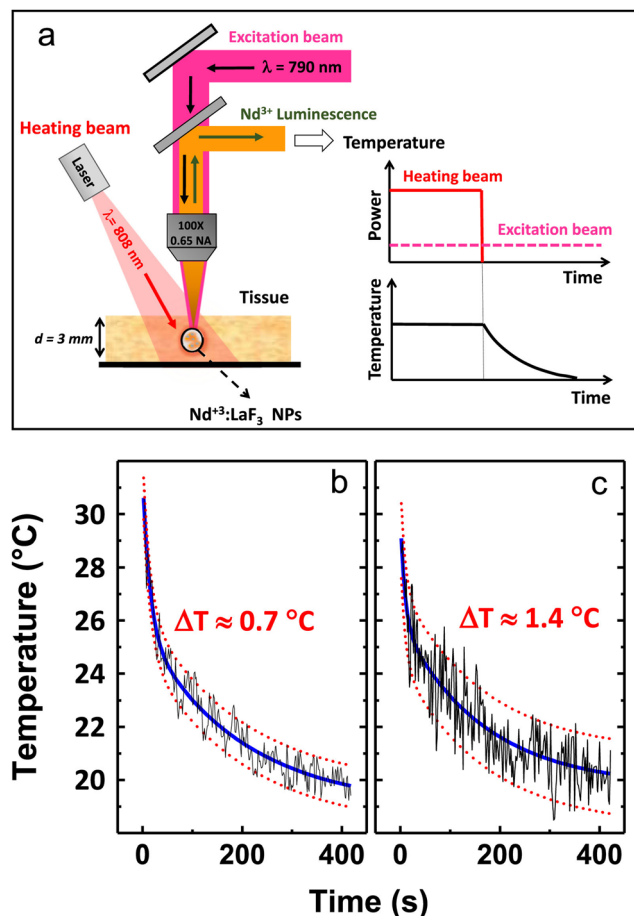 a
Excitation beam
λ = 790 nm
Nd3+ Luminescence
Heating beam
Temperature
Laser
100X
0.65 NA
λ= 808 nm
Tissue
d = 3 mm
Nd+3:LaF3 NPs
Heating beam
Excitation beam
Power
Time
Temperature
Time
b
c
Temperature (°C)
30
28
26
24
22
20
ΔT ≈ 0.7 °C
ΔT ≈ 1.4 °C
0
200
400
0
200
400
Time (s)